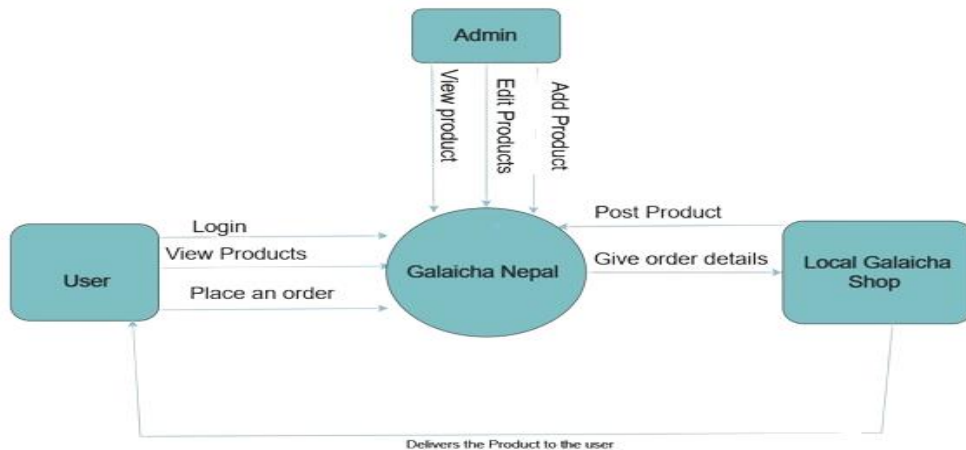 Admin
View product
Edit Products
Add Product
Login
View Products
Place an order
User
Galaicha Nepal
Post Product
Give order details
Local Galaicha
Shop
Delivers the Product to the user